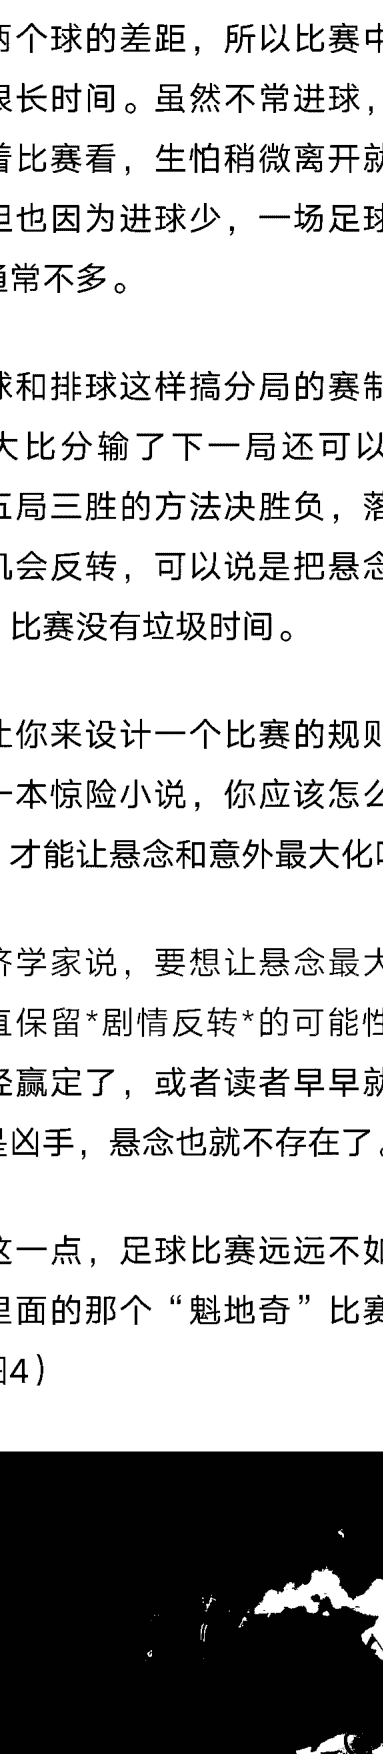 个球的差距，所以比赛中
长时间。虽然不常进球，
比赛看，生怕稍微离开就
也因为进球少，一场足球
常不多。
球和排球这样搞分局的赛制
大比分输了下一局还可以
五局三胜的方法决胜负，落
机会反转，可以说是把悬念
比赛没有垃圾时间。
让你来设计一个比赛的规则
一本惊险小说，你应该怎么
才能让悬念和意外最大化
济学家说，要想让悬念最大
直保留*剧情反转*的可能性
赢定了，或者读者早早就
是凶手，悬念也就不存在了。
这一点，足球比赛远远不如
里面的那个“魁地奇”比赛
4）